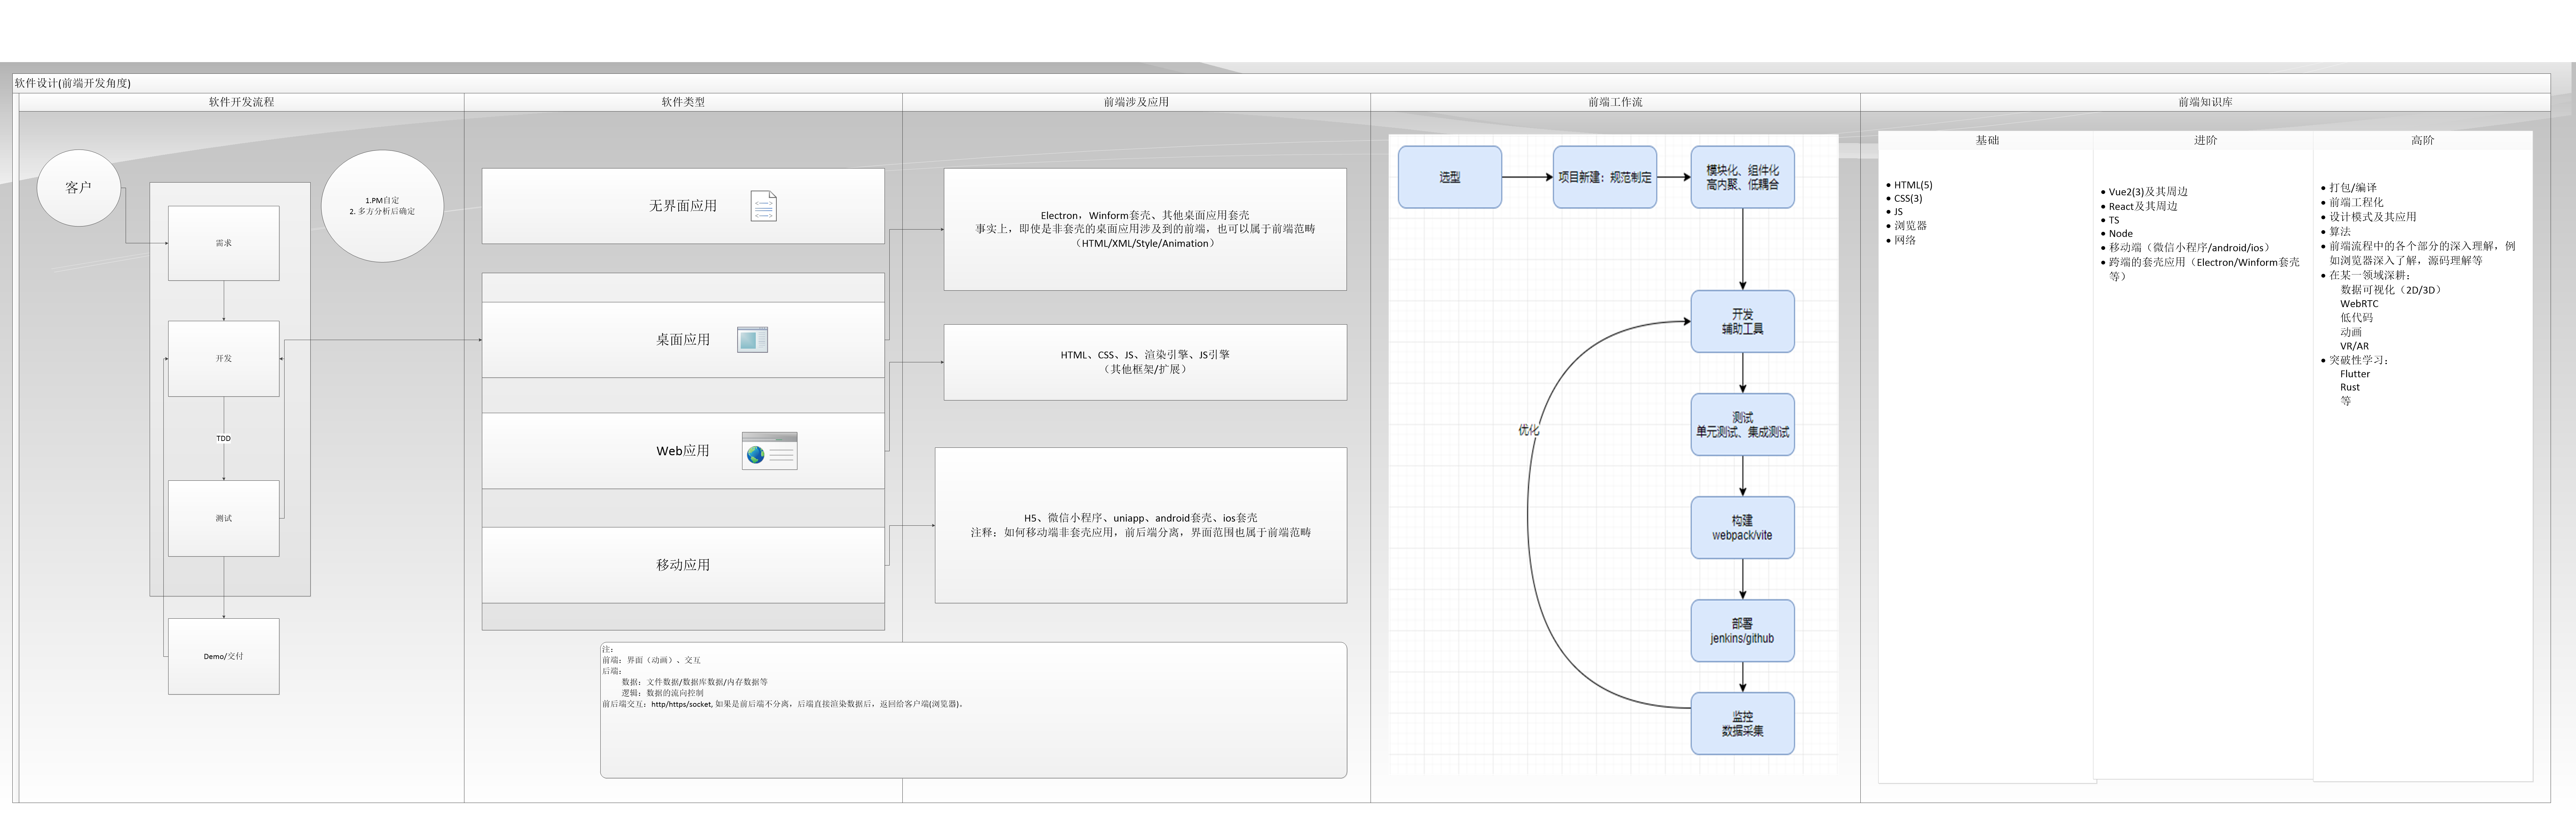 软件设计(前端开发角度)
软件开发流程
软件类型
前端涉及应用
前端工作流
前端知识库
客户
1.PM自定
2. 多方分析后确定
需求
开发
TDD
测试
Demo/交付
无界面应用
桌面应用
Web应用
移动应用
Electron，Winform套壳、其他桌面应用套壳
事实上，即使是非套壳的桌面应用涉及到的前端，也可以属于前端范畴
（HTML/XML/Style/Animation）
HTML、CSS、JS、渲染引擎、JS引擎
（其他框架/扩展）
H5、微信小程序、uniapp、android套壳、ios套壳
注释：如何移动端非套壳应用，前后端分离，界面范围也属于前端范畴
注：
前端：界面（动画）、交互
后端：
数据：文件数据/数据库数据/内存数据等
逻辑：数据的流向控制
前后端交互：http/https/socket, 如果是前后端不分离，后端直接渲染数据后，返回给客户端(浏览器)。
选型
项目新建：规范制定
模块化、组件化
高内聚、低耦合
开发
辅助工具
测试
单元测试、集成测试
构建
webpack/vite
部署
jenkins/github
监控
数据采集
优化
基础
• HTML(5)
• CSS(3)
• JS
• 浏览器
• 网络
进阶
• Vue2(3)及其周边
• React及其周边
• TS
• Node
• 移动端（微信小程序/android/ios）
• 跨端的套壳应用（Electron/Winform套壳
等）
高阶
• 打包/编译
• 前端工程化
• 设计模式及其应用
• 算法
• 前端流程中的各个部分的深入理解，例
如浏览器深入了解，源码理解等
• 在某一领域深耕：
数据可视化（2D/3D）
WebRTC
低代码
动画
VR/AR
• 突破性学习：
Flutter
Rust
等